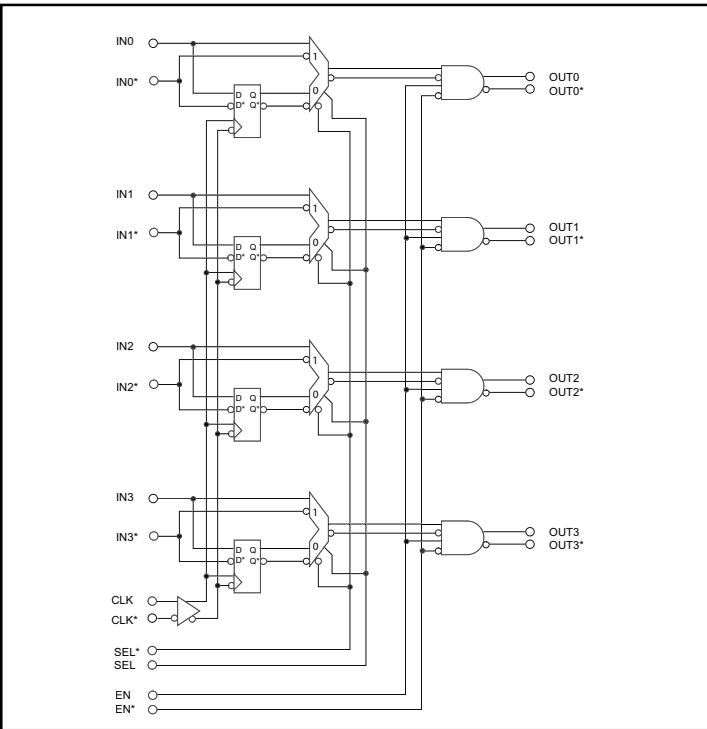 IN0
1
OUT0
IN0*
OUT0*
D Q
0
D* Q*
IN1
1
OUT1
IN1*
OUT1*
D Q
0
D* Q*
IN2
1
OUT2
IN2*
OUT2*
D Q
0
D* Q*
IN3
1
OUT3
IN3*
OUT3*
D Q
0
D* Q*
CLK
CLK*
SEL*
SEL
EN
EN*